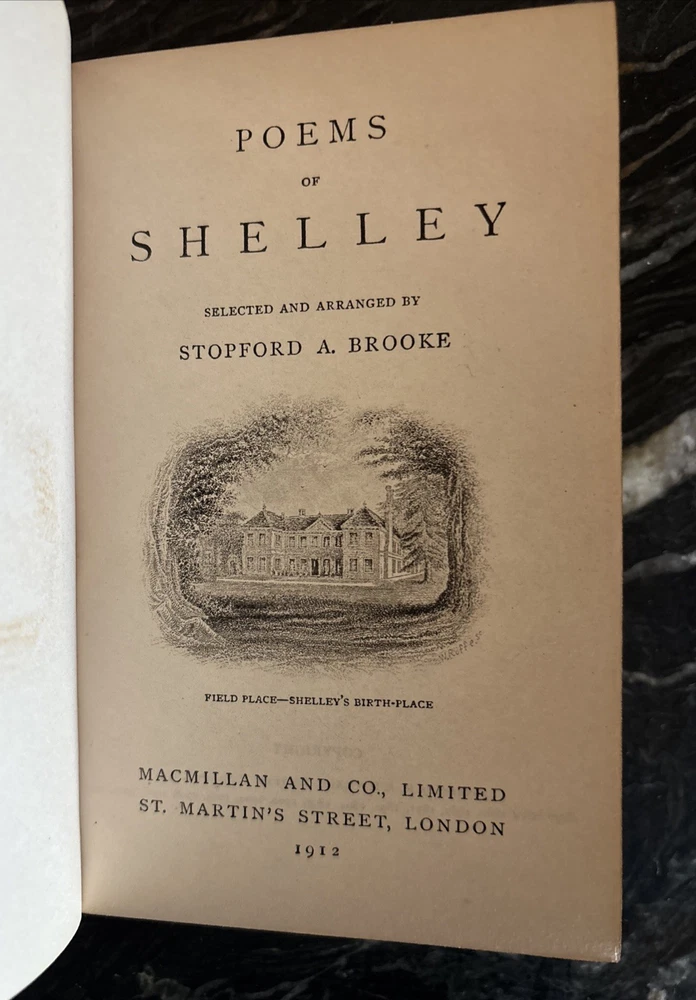 POEMS
OF
SHELLEY
SELECTED AND ARRANGED BY
STOPFORD A. BROOKE
FIELD PLACE—SHELLEY'S BIRTH-PLACE
MACMILLAN AND CO., LIMITED
ST. MARTIN'S STREET, LONDON
1912